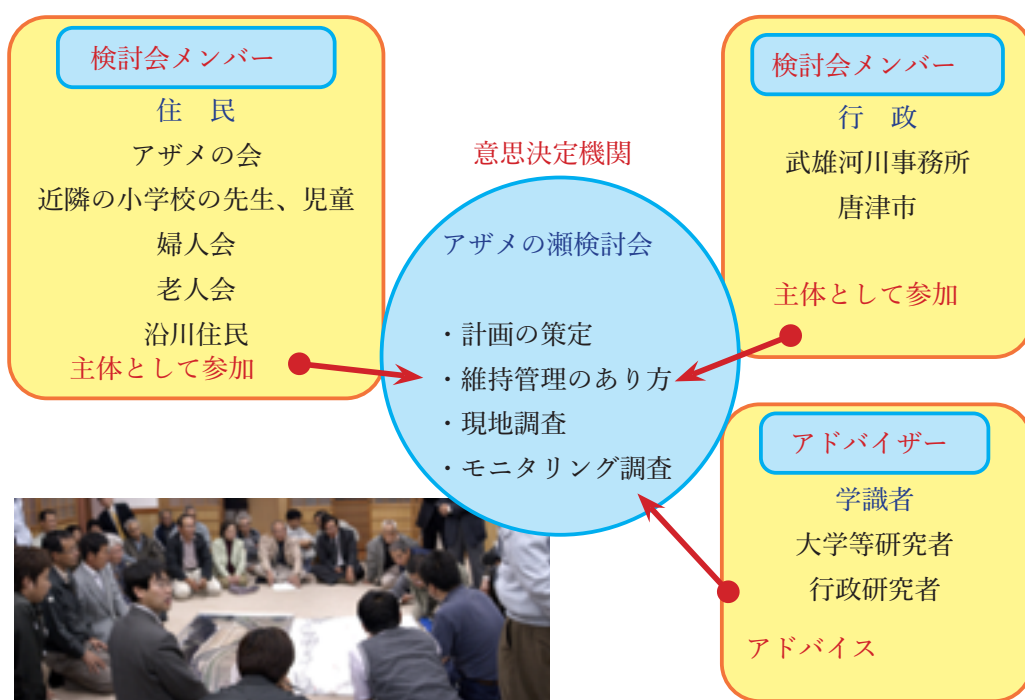 検討会メンバー
住　民
アザメの会
近隣の小学校の先生、児童
婦人会
老人会
沿川住民
主体として参加
意思決定機関
アザメの瀬検討会
・計画の策定
・維持管理のあり方
・現地調査
・モニタリング調査
検討会メンバー
行　政
武雄河川事務所
唐津市
主体として参加
アドバイザー
学識者
大学等研究者
行政研究者
アドバイス